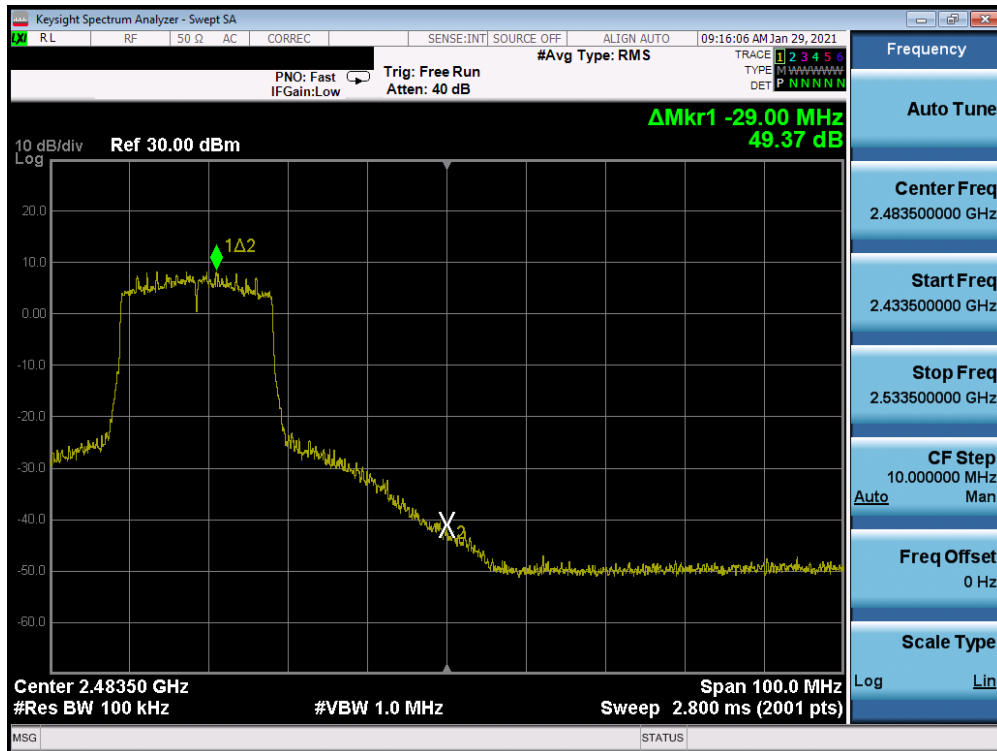 Keysight Spectrum Analyzer - Swept SA
LXI RL RF 50 Ω AC CORREC SENSE:INT SOURCE OFF ALIGN AUTO 09:16:06 AM Jan 29, 2021
#Avg Type: RMS
TRACE 1 2 3 4 5 6
PNO: Fast Trig: Free Run
TYPE M WWWWW
IFGain:Low Atten: 40 dB
DET P N N N N N
ΔMkr1 -29.00 MHz
49.37 dB
10 dB/div Ref 30.00 dBm
Log
20.0
1Δ2
10.0
0.00
-10.0
-20.0
-30.0
-40.0
X2
-50.0
-60.0
Center 2.48350 GHz Span 100.0 MHz
#Res BW 100 kHz #VBW 1.0 MHz Sweep 2.800 ms (2001 pts)
MSG STATUS
Frequency
Auto Tune
Center Freq
2.483500000 GHz
Start Freq
2.433500000 GHz
Stop Freq
2.533500000 GHz
CF Step
10.000000 MHz
Auto Man
Freq Offset
0 Hz
Scale Type
Log Lin